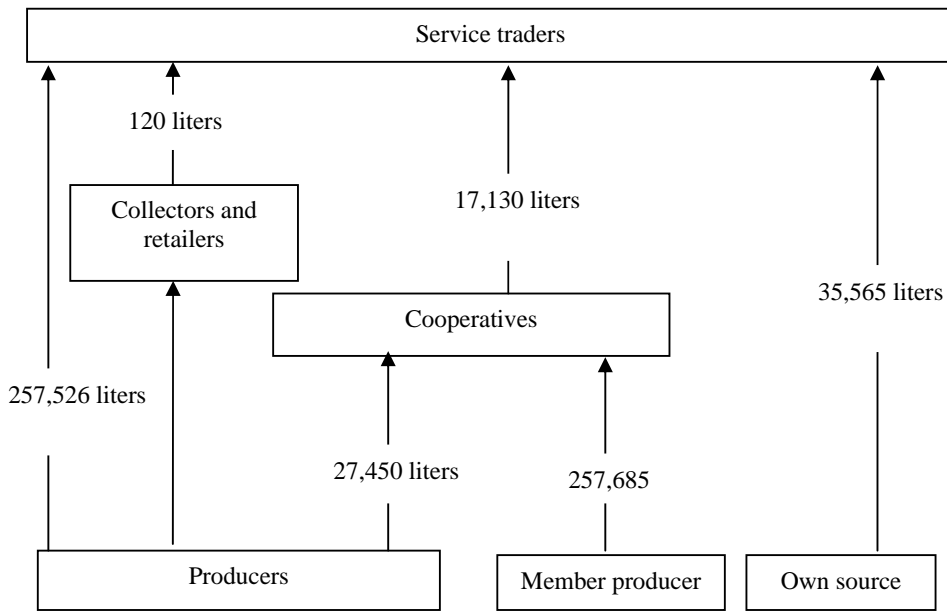 Service traders
120 liters
Collectors and
retailers
17,130 liters
35,565 liters
Cooperatives
257,526 liters
27,450 liters
257,685
Producers
Member producer
Own source